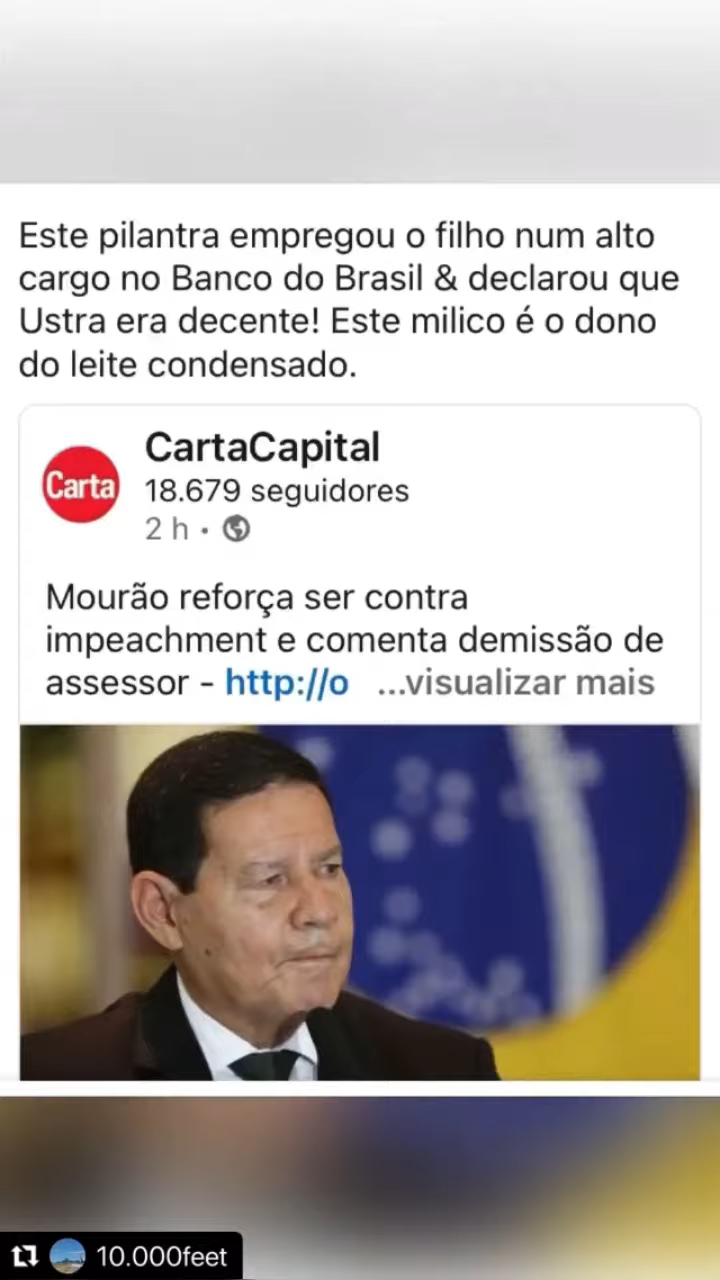 Este pilantra empregou o filho num alto
cargo no Banco do Brasil & declarou que
Ustra era decente! Este milico é o dono
do leite condensado.
Carta
CartaCapital
18.679 seguidores
2 h •
Mourão reforça ser contra
impeachment e comenta demissão de
assessor - http://o ...visualizar mais
10.000feet